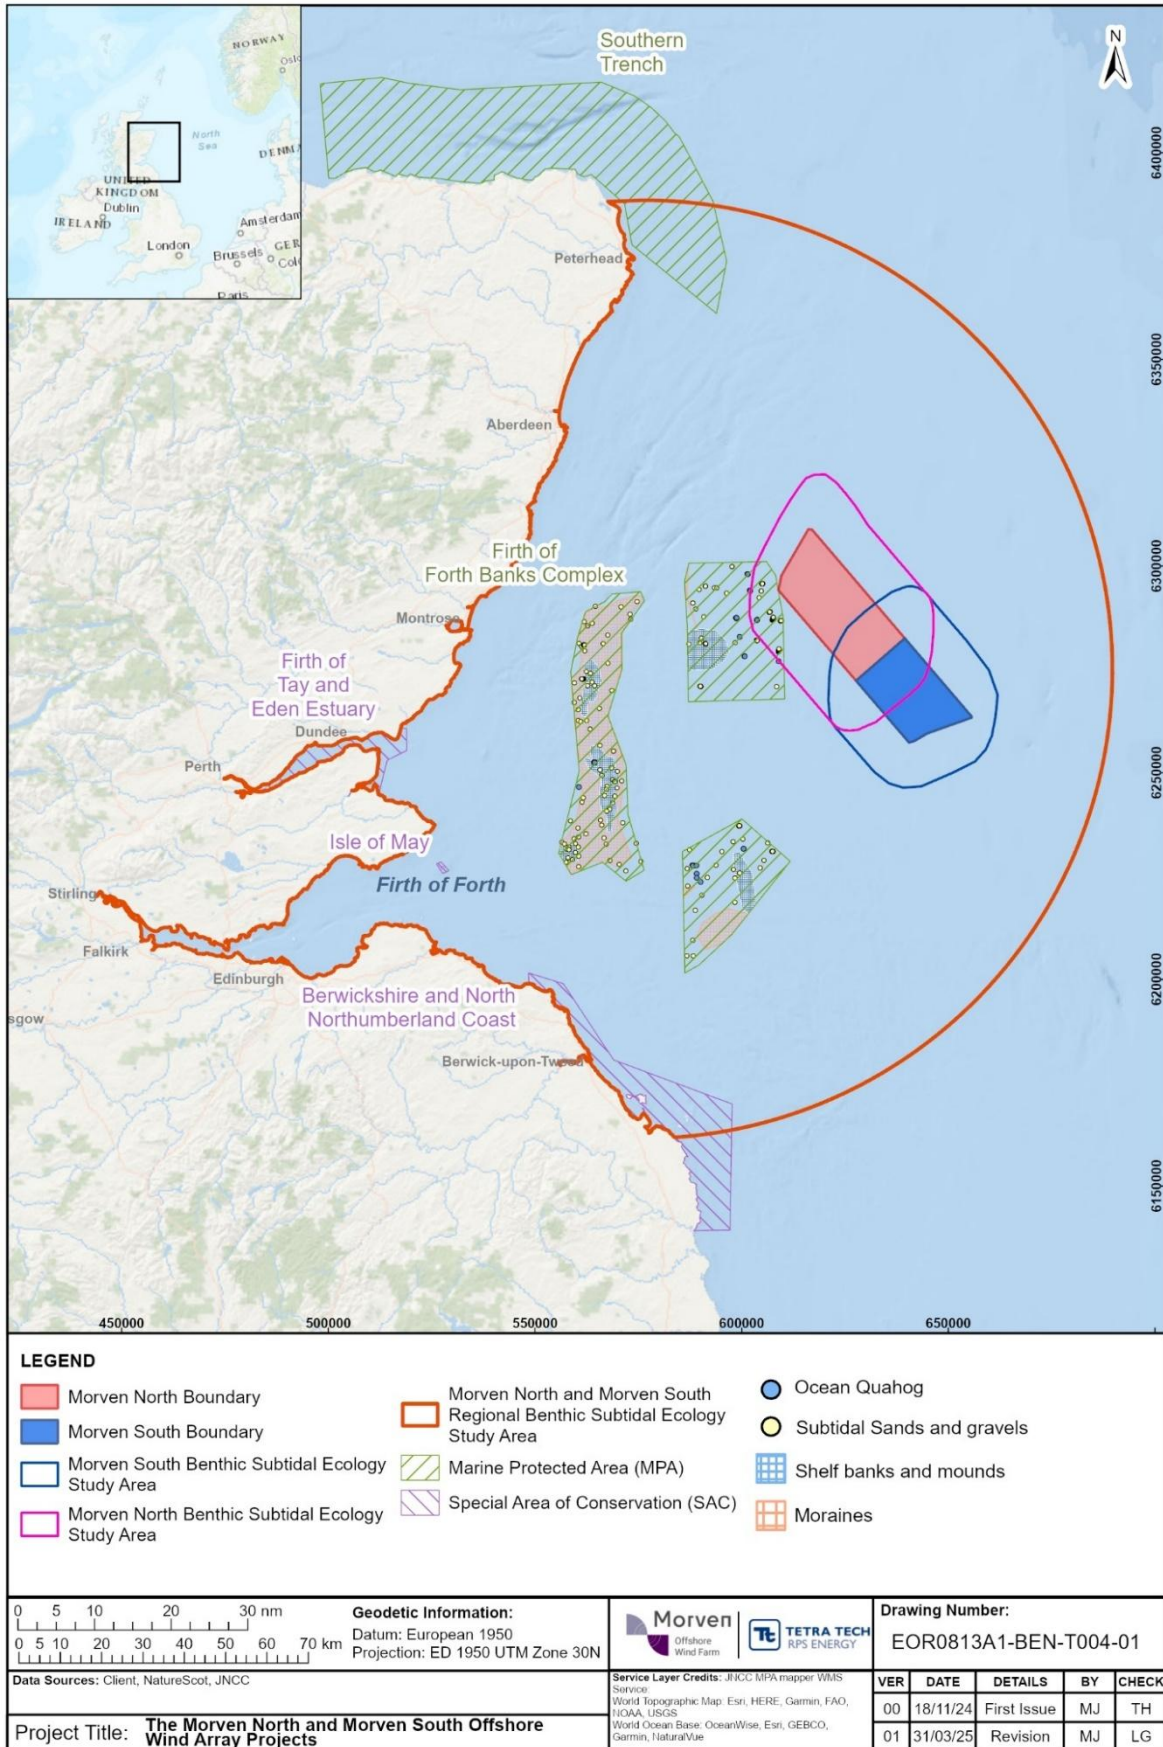 Southern
Trench
N
NORWAY
Oslo
North
Sea
DENMA
UNITED
KINGDOM
Dublin
IRELAND
Amsterdam
London
Brussels
GER
Colo
Paris
6400000
Peterhead
6350000
Aberdeen
Firth of
Forth Banks Complex
6300000
Montrose
Firth of
Tay and
Eden Estuary
Dundee
Perth
6250000
Isle of May
Firth of Forth
Stirling
Falkirk
Edinburgh
6200000
Berwickshire and North
Northumberland Coast
sgow
Berwick-upon-Tweed
6150000
450000 500000 550000 600000 650000
LEGEND
Morven North Boundary
Morven South Boundary
Morven South Benthic Subtidal Ecology
Study Area
Morven North Benthic Subtidal Ecology
Study Area
Morven North and Morven South
Regional Benthic Subtidal Ecology
Study Area
Marine Protected Area (MPA)
Special Area of Conservation (SAC)
Ocean Quahog
Subtidal Sands and gravels
Shelf banks and mounds
Moraines
0 5 10 20 30 nm
0 5 10 20 30 40 50 60 70 km
Geodetic Information:
Datum: European 1950
Projection: ED 1950 UTM Zone 30N
Data Sources: Client, NatureScot, JNCC
Project Title: The Morven North and Morven South Offshore
Wind Array Projects
Morven
Offshore
Wind Farm
Tt TETRA TECH
RPS ENERGY
Service Layer Credits: JNCC MPA mapper WMS
Service:
World Topographic Map: Esri, HERE, Garmin, FAO,
NOAA, USGS
World Ocean Base: OceanWise, Esri, GEBCO,
Garmin, NaturalVue
Drawing Number:
EOR0813A1-BEN-T004-01
VER DATE DETAILS BY CHECK
00 18/11/24 First Issue MJ TH
01 31/03/25 Revision MJ LG